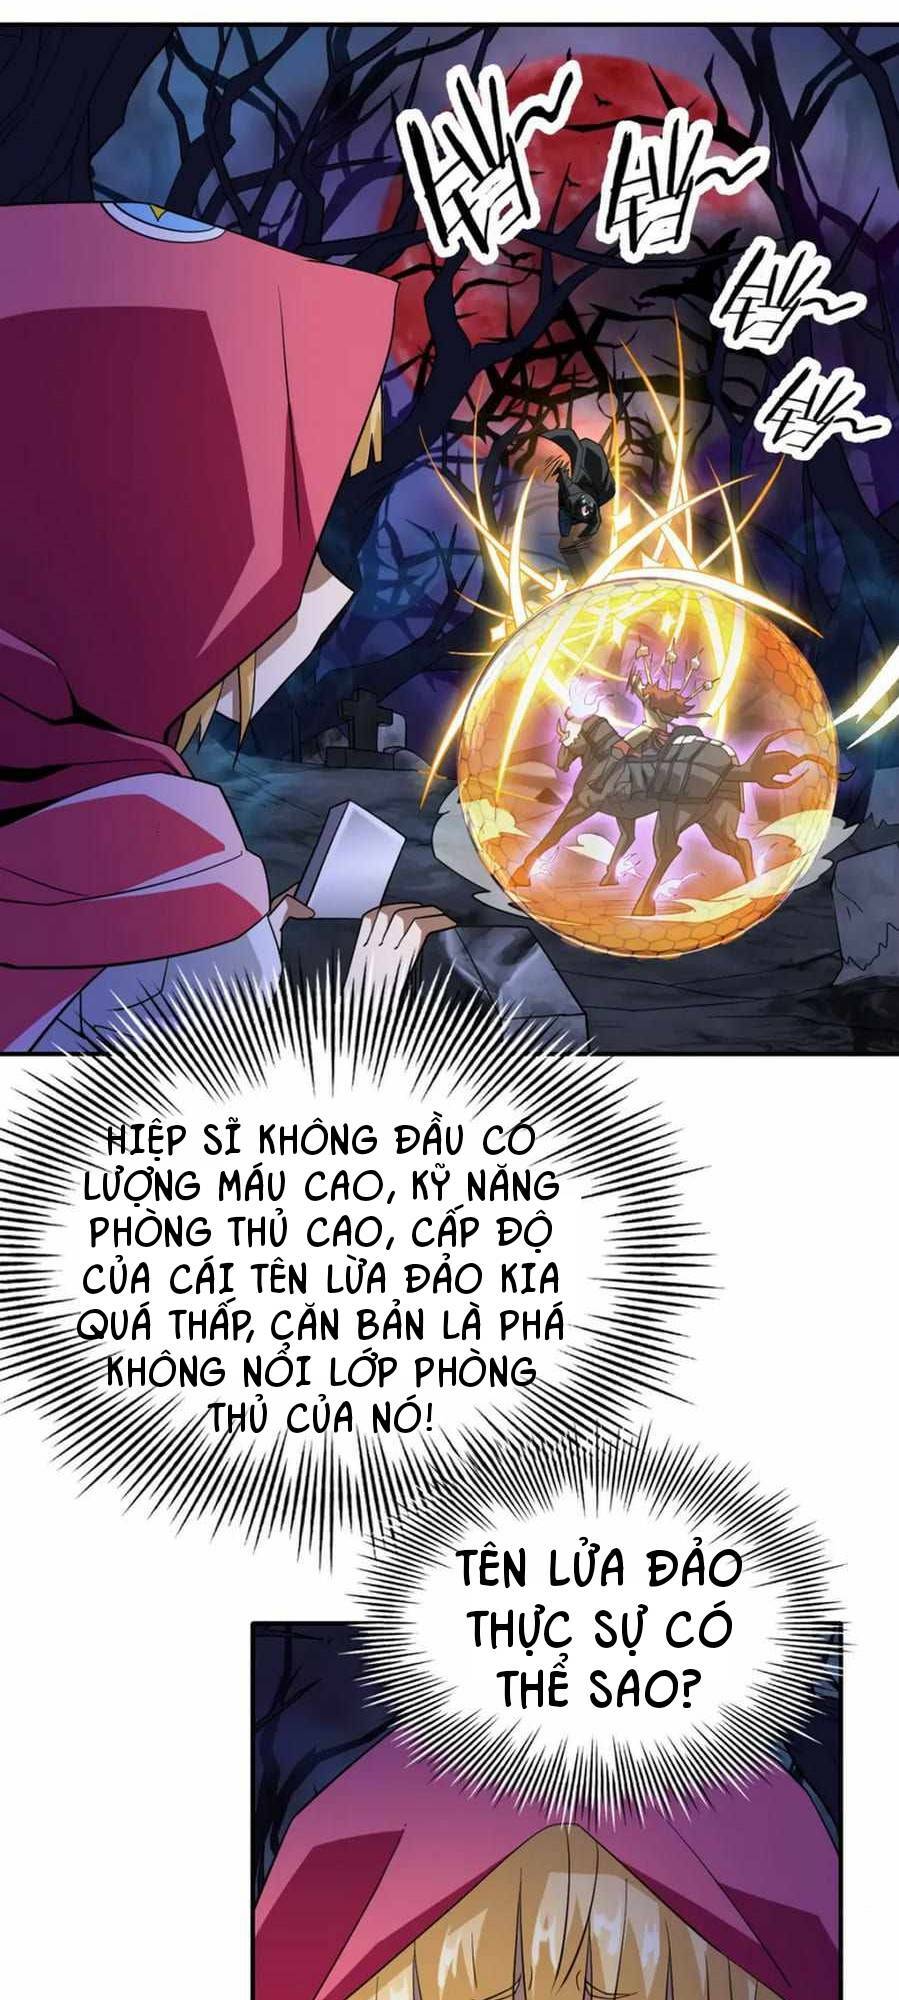 HIỆP SĨ KHÔNG ĐẦU CÓ
LƯỢNG MÁU CAO, KỸ NĂNG
PHÒNG THỦ CAO, CẤP ĐỘ
CỦA CÁI TÊN LỪA ĐẢO KIA
QUÁ THẤP, CĂN BẢN LÀ PHÁ
KHÔNG NỔI LỚP PHÒNG
THỦ CỦA NÓ!
TÊN LỬA ĐẢO
THỰC SỰ CÓ
THỂ SAO?